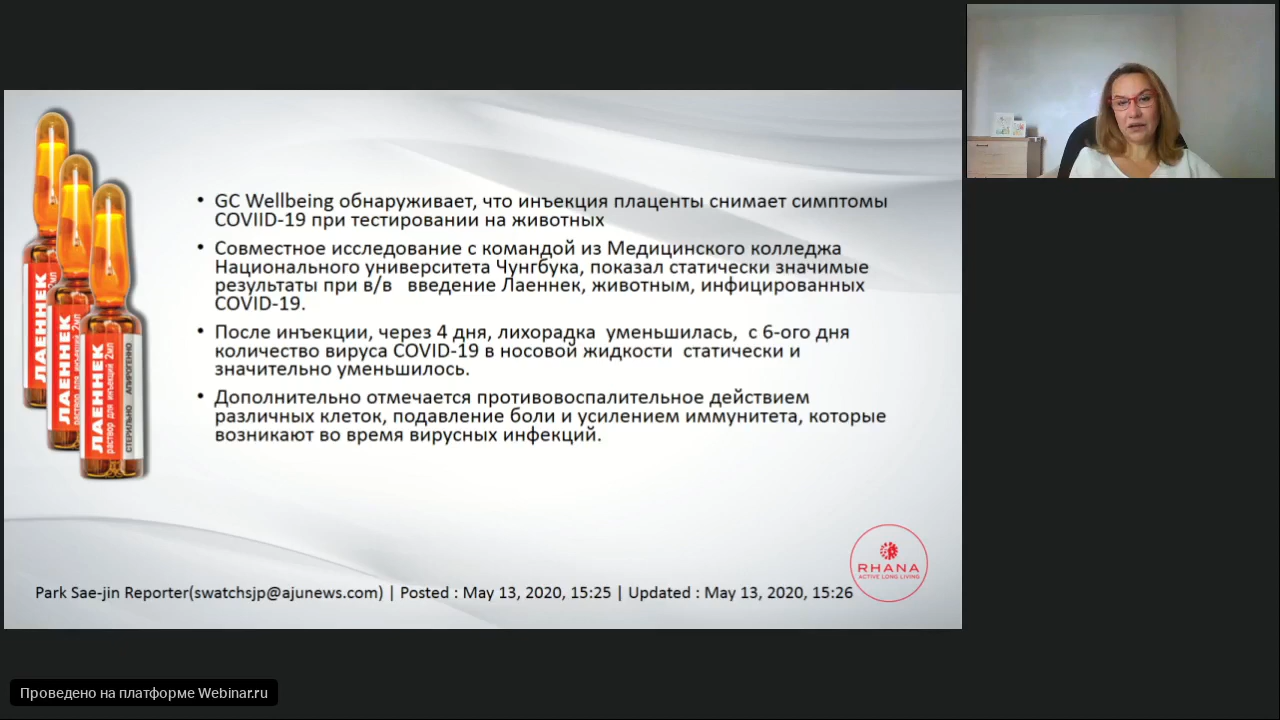 • GC Wellbeing обнаруживает, что инъекция плаценты снимает симптомы
COVIID-19 при тестировании на животных
• Совместное исследование с командой из Медицинского колледжа
Национального университета Чунгбука, показал статически значимые
результаты при в/в введение Лаеннек, животным, инфицированных
COVID-19.
• После инъекции, через 4 дня, лихорадка уменьшилась, с 6-ого дня
количество вируса COVID-19 в носовой жидкости статически и
значительно уменьшилось.
• Дополнительно отмечается противовоспалительное действием
различных клеток, подавление боли и усилением иммунитета, которые
возникают во время вирусных инфекций.
ЛАЕННЕК
2мл
ЛАЕННЕК
раствор для инъекций 2мл
ЛАЕННЕК
раствор для инъекций 2мл
СТЕРИЛЬНО АПИРОГЕННО
RHANA
ACTIVE LONG LIVING
Park Sae-jin Reporter(swatchsjp@ajunews.com) | Posted : May 13, 2020, 15:25 | Updated : May 13, 2020, 15:26
Проведено на платформе Webinar.ru